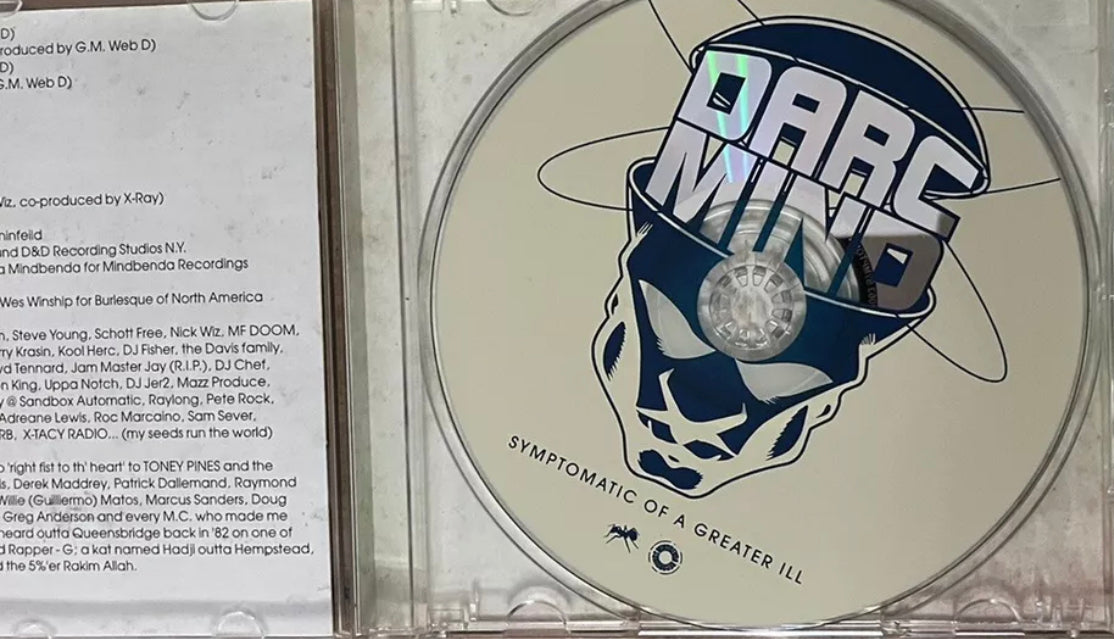 D)
roduced by G.M. Web D)
D)
G.M. Web D)
Wiz, co-produced by X-Ray)
ninfeild
und D&D Recording Studios N.Y.
a Mindbenda for Mindbenda Recordings
Wes Winship for Burlesque of North America
n, Steve Young, Schott Free, Nick Wiz, MF DOOM,
rry Krasin, Kool Herc, DJ Fisher, the Davis family,
yd Tennard, Jam Master Jay (R.I.P.), DJ Chef,
n King, Uppa Notch, DJ Jer2, Mazz Produce,
y @ Sandbox Automatic, Raylong, Pete Rock,
Adreane Lewis, Roc Marcaino, Sam Sever,
RB, X-TACY RADIO... (my seeds run the world)
o 'right fist to th' heart' to TONEY PINES and the
s, Derek Maddrey, Patrick Dallemand, Raymond
Willie (Guillermo) Matos, Marcus Sanders, Doug
Greg Anderson and every M.C. who made me
heard outta Queensbridge back in '82 on one of
d Rapper - G; a kat named Hadji outta Hempstead,
d the 5%'er Rakim Allah.
DARC
MIND
SYMPTOMATIC OF A GREATER ILL